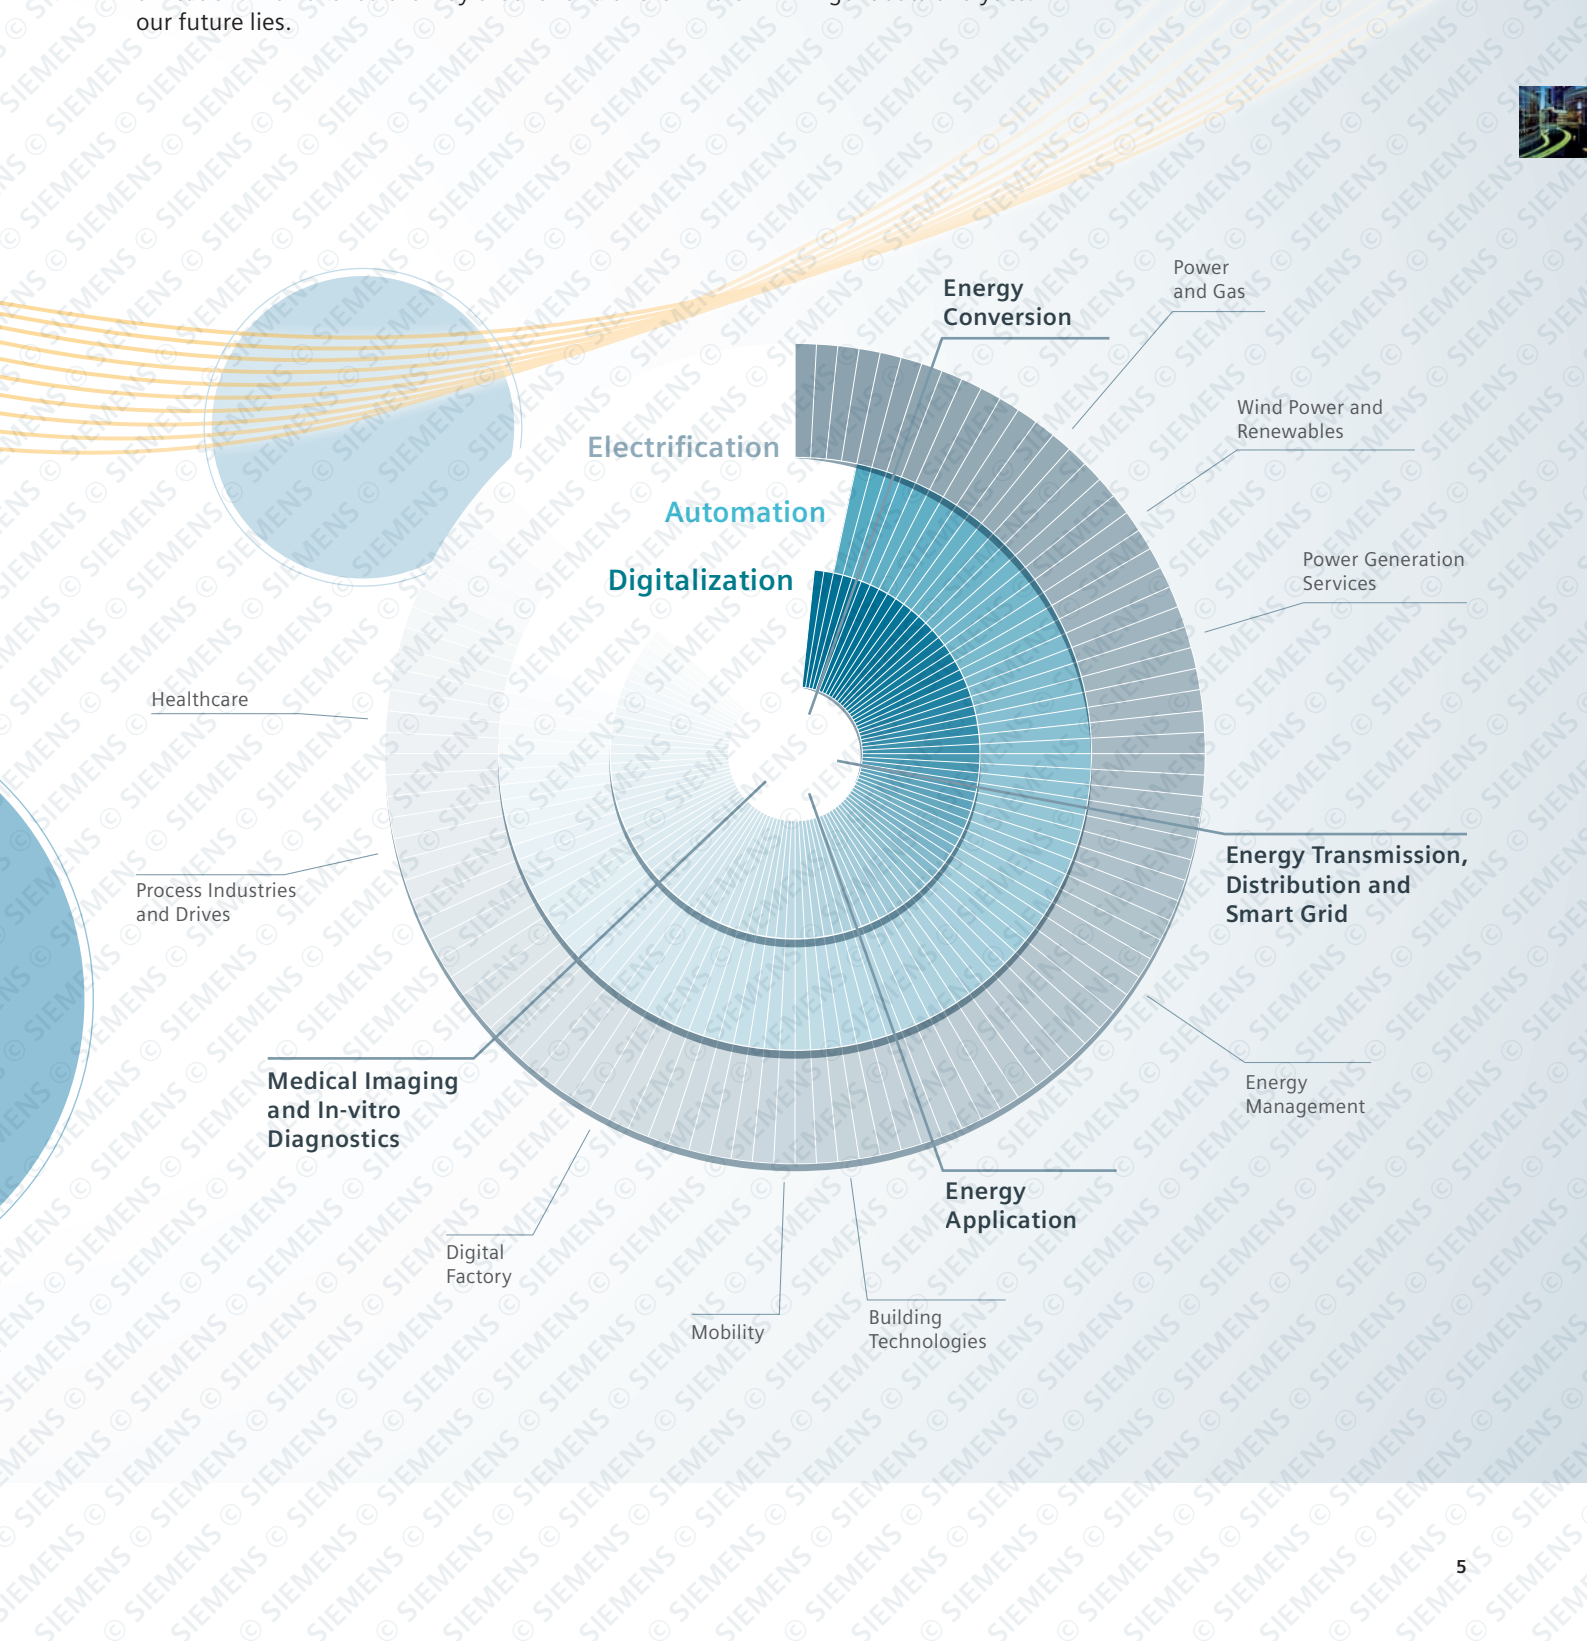 our future lies.
Power
and Gas
Energy
Conversion
Wind Power and
Renewables
Electrification
Automation
Power Generation
Services
Digitalization
Healthcare
Energy Transmission,
Distribution and
Smart Grid
Process Industries
and Drives
Medical Imaging
and In-vitro
Diagnostics
Energy
Management
Energy
Application
Digital
Factory
Mobility
Building
Technologies
5
© SIEMENS